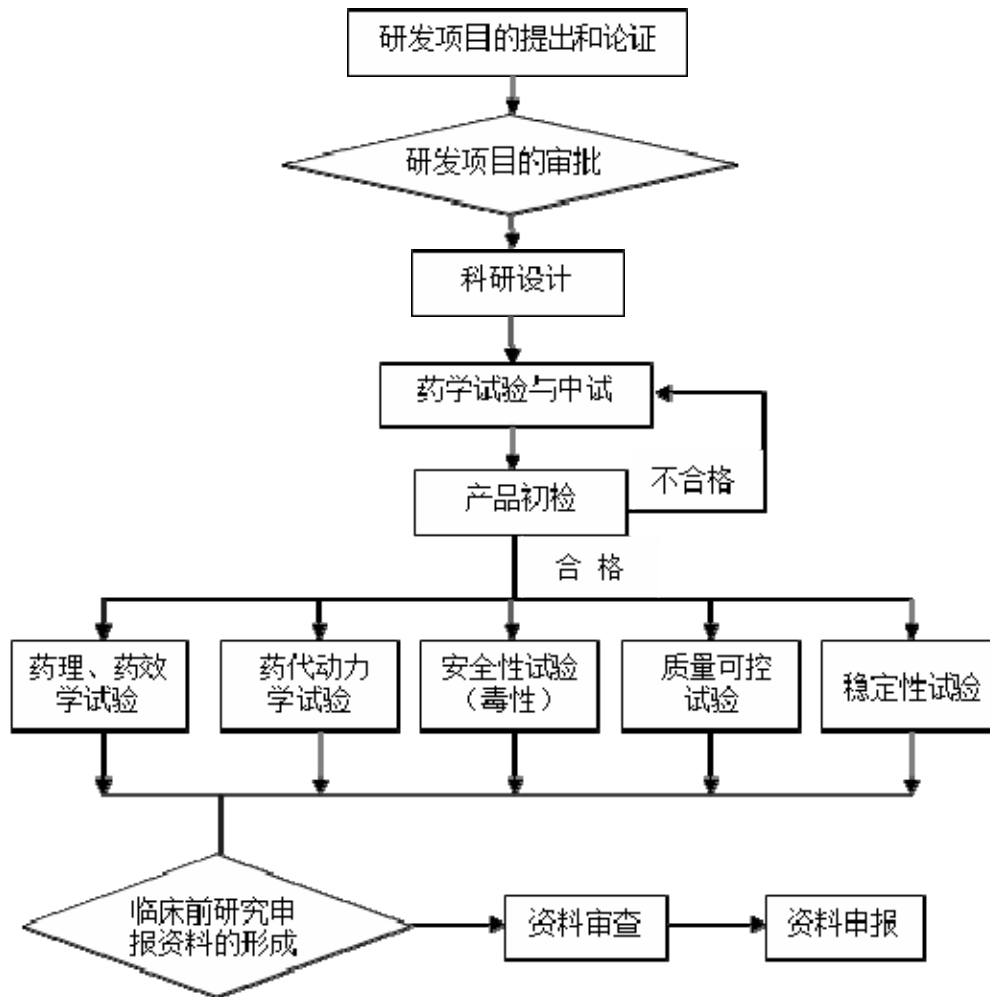 研发项目的提出和论证
研发项目的审批
科研设计
药学试验与中试
产品初检
不合格
合 格
药理、药效
学试验
药代动力
学试验
安全性试验
（毒性）
质量可控
试验
稳定性试验
临床前研究申
报资料的形成
资料审查
资料申报